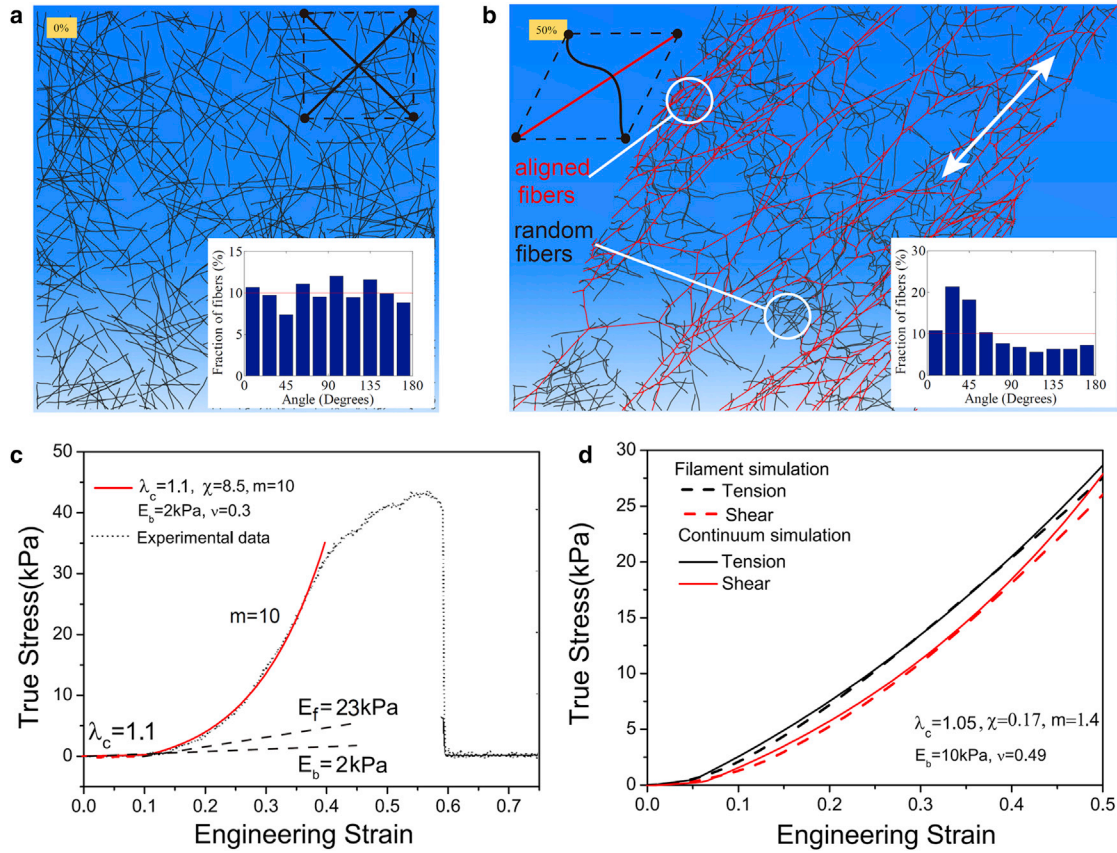 a
0%
Fraction of fibers (%)
15
10
5
0
0 45 90 135 180
Angle (Degrees)
b
50%
aligned
fibers
random
fibers
Fraction of fibers (%)
30
20
10
0
0 45 90 135 180
Angle (Degrees)
c
True Stress(kPa)
50
40
30
20
10
0
λc=1.1, χ=8.5, m=10
Eb=2kPa, ν=0.3
Experimental data
m=10
λc=1.1
Ef=23kPa
Eb=2kPa
0.0 0.1 0.2 0.3 0.4 0.5 0.6 0.7
Engineering Strain
d
True Stress(kPa)
30
25
20
15
10
5
0
Filament simulation
Tension
Shear
Continuum simulation
Tension
Shear
λc=1.05, χ=0.17, m=1.4
Eb=10kPa, ν=0.49
0.0 0.1 0.2 0.3 0.4 0.5
Engineering Strain